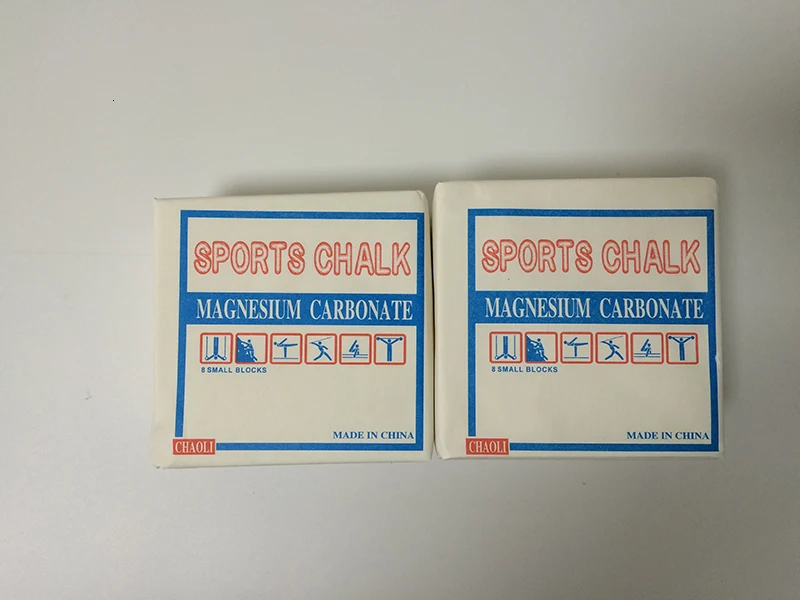 SPORTS CHALK
MAGNESIUM CARBONATE
8 SMALL BLOCKS
MADE IN CHINA
CHAOLI
SPORTS CHALK
MAGNESIUM CARBONATE
8 SMALL BLOCKS
MADE IN CHINA
CHAOLI